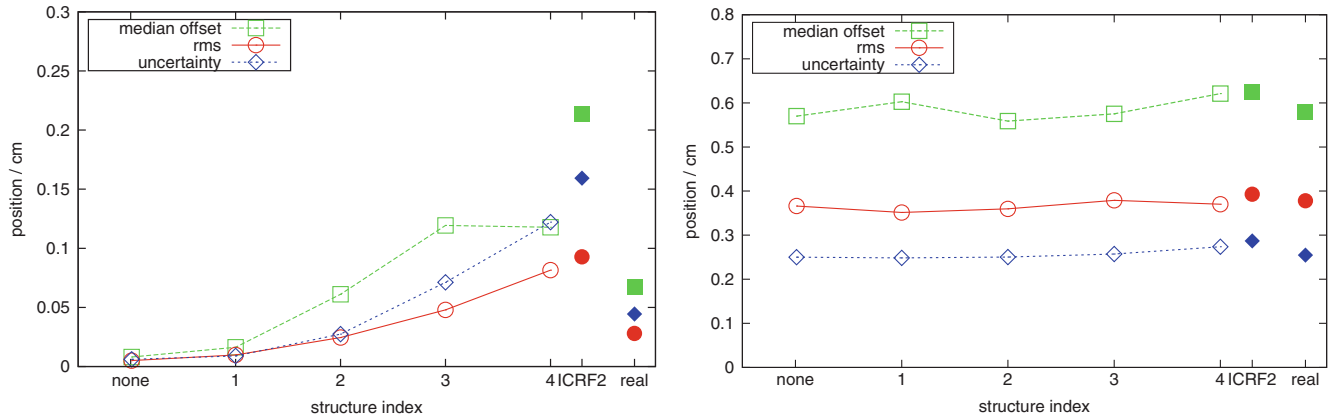 0.3
0.25
0.2
0.15
0.1
0.05
0
position / cm
median offset
rms
uncertainty
none 1 2 3 4 ICRF2 real
structure index
0.8
0.7
0.6
0.5
0.4
0.3
0.2
0.1
0
position / cm
median offset
rms
uncertainty
none 1 2 3 4 ICRF2 real
structure index